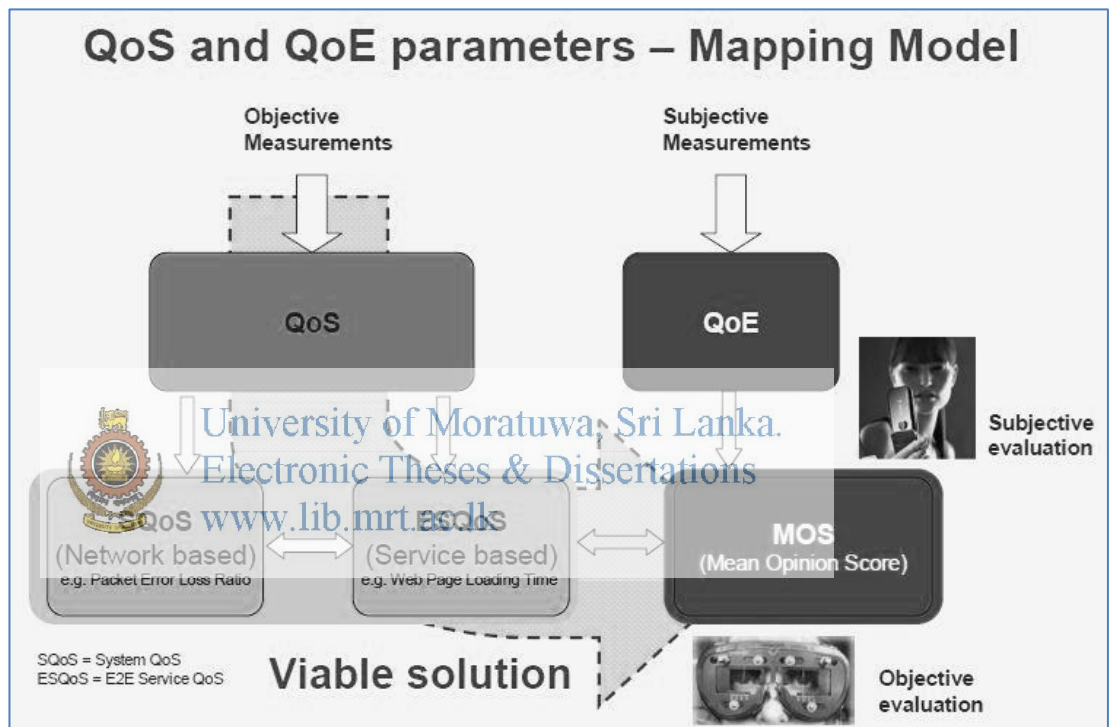 QoS and QoE parameters – Mapping Model
Objective
Measurements
Subjective
Measurements
QoS
QoE
Subjective
evaluation
University of Moratuwa, Sri Lanka.
Electronic Theses & Dissertations
www.lib.mrt.ac.lk
SQoS
(Network based)
e.g. Packet Error Loss Ratio
ESQoS
(Service based)
e.g. Web Page Loading Time
MOS
(Mean Opinion Score)
SQoS = System QoS
ESQoS = E2E Service QoS
Viable solution
Objective
evaluation